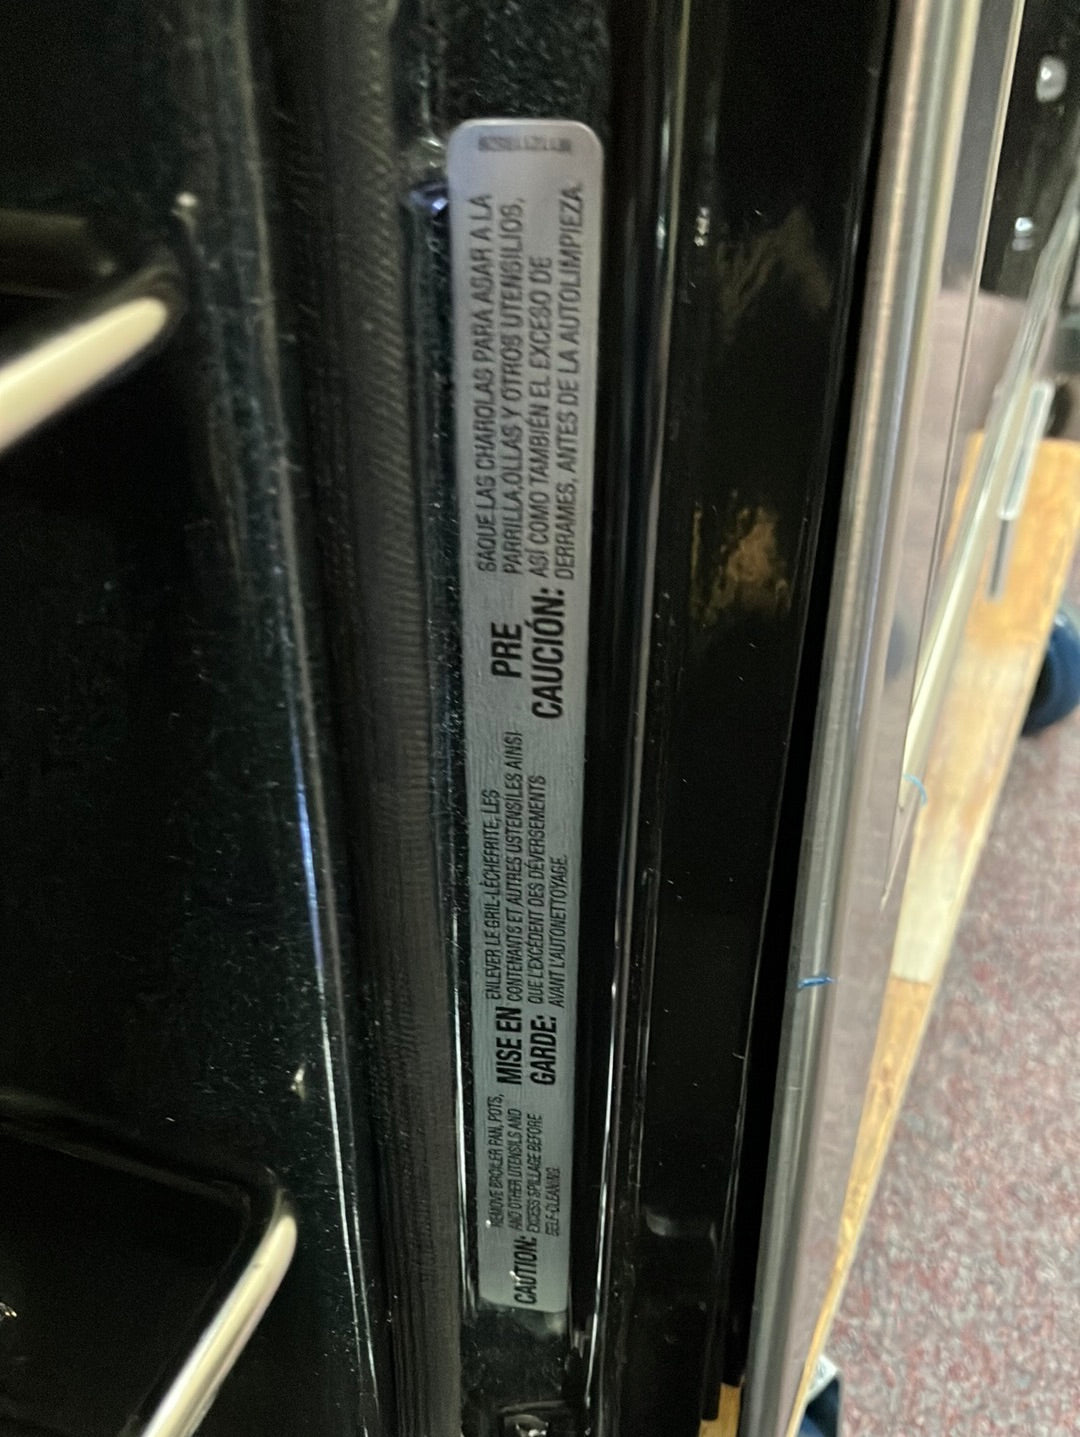 CAUTION:
REMOVE BROILER PAN, POTS,
AND OTHER UTENSILS AND
EXCESS SPILLAGE BEFORE
SELF-CLEANING.
MISE EN
GARDE:
ENLEVER LE GRIL-LÈCHEFRITE, LES
CONTENANTS ET AUTRES USTENSILES AINSI
QUE L'EXCÉDENT DES DÉVERSEMENTS
AVANT L'AUTONETTOYAGE.
PRE
CAUCIÓN:
SAQUE LAS CHAROLAS PARA ASAR A LA
PARRILLA,OLLAS Y OTROS UTENSILIOS,
ASÍ COMO TAMBIÉN EL EXCESO DE
DERRAMES, ANTES DE LA AUTOLIMPIEZA.